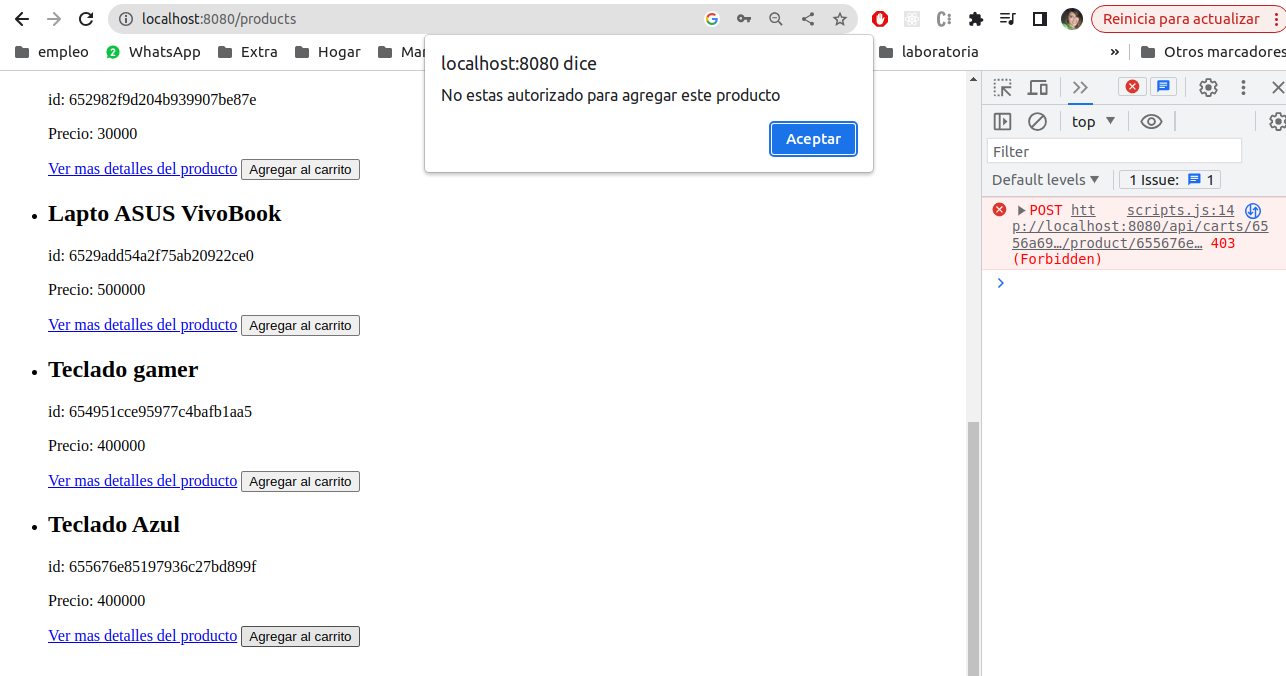 localhost:8080/products
Reinicia para actualizar
empleo
2
WhatsApp
Extra
Hogar
Mar
laboratoria
»
Otros marcadores
localhost:8080 dice
No estas autorizado para agregar este producto
Aceptar
id: 652982f9d204b939907be87e
Precio: 30000
Ver mas detalles del producto Agregar al carrito
Lapto ASUS VivoBook
id: 6529add54a2f75ab20922ce0
Precio: 500000
Ver mas detalles del producto Agregar al carrito
Teclado gamer
id: 654951cce95977c4bafb1aa5
Precio: 400000
Ver mas detalles del producto Agregar al carrito
Teclado Azul
id: 655676e85197936c27bd899f
Precio: 400000
Ver mas detalles del producto Agregar al carrito
top
Filter
Default levels
1 Issue: 1
POST htt scripts.js:14
p://localhost:8080/api/carts/65
56a69…/product/655676e… 403
(Forbidden)